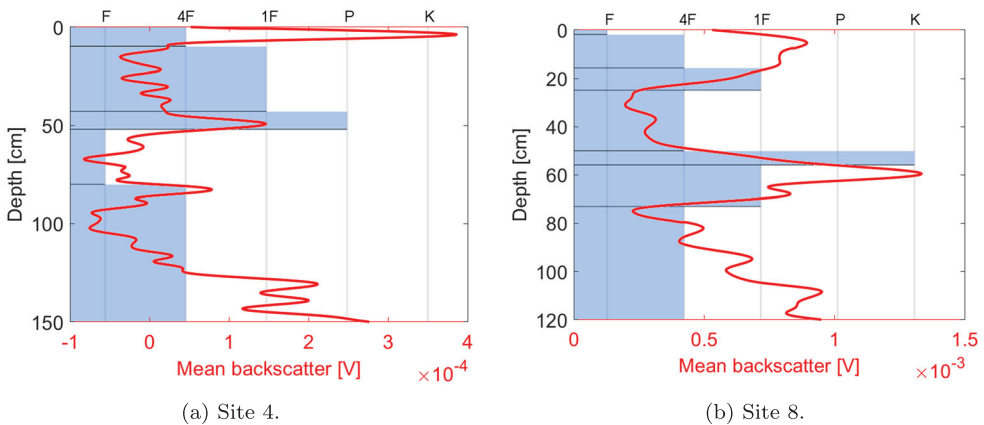 F 4F 1F P K
0
50
100
150
Depth [cm]
-1 0 1 2 3 4
Mean backscatter [V]
×10^-4
(a) Site 4.
F 4F 1F P K
0
20
40
60
80
100
120
Depth [cm]
0 0.5 1 1.5
Mean backscatter [V]
×10^-3
(b) Site 8.